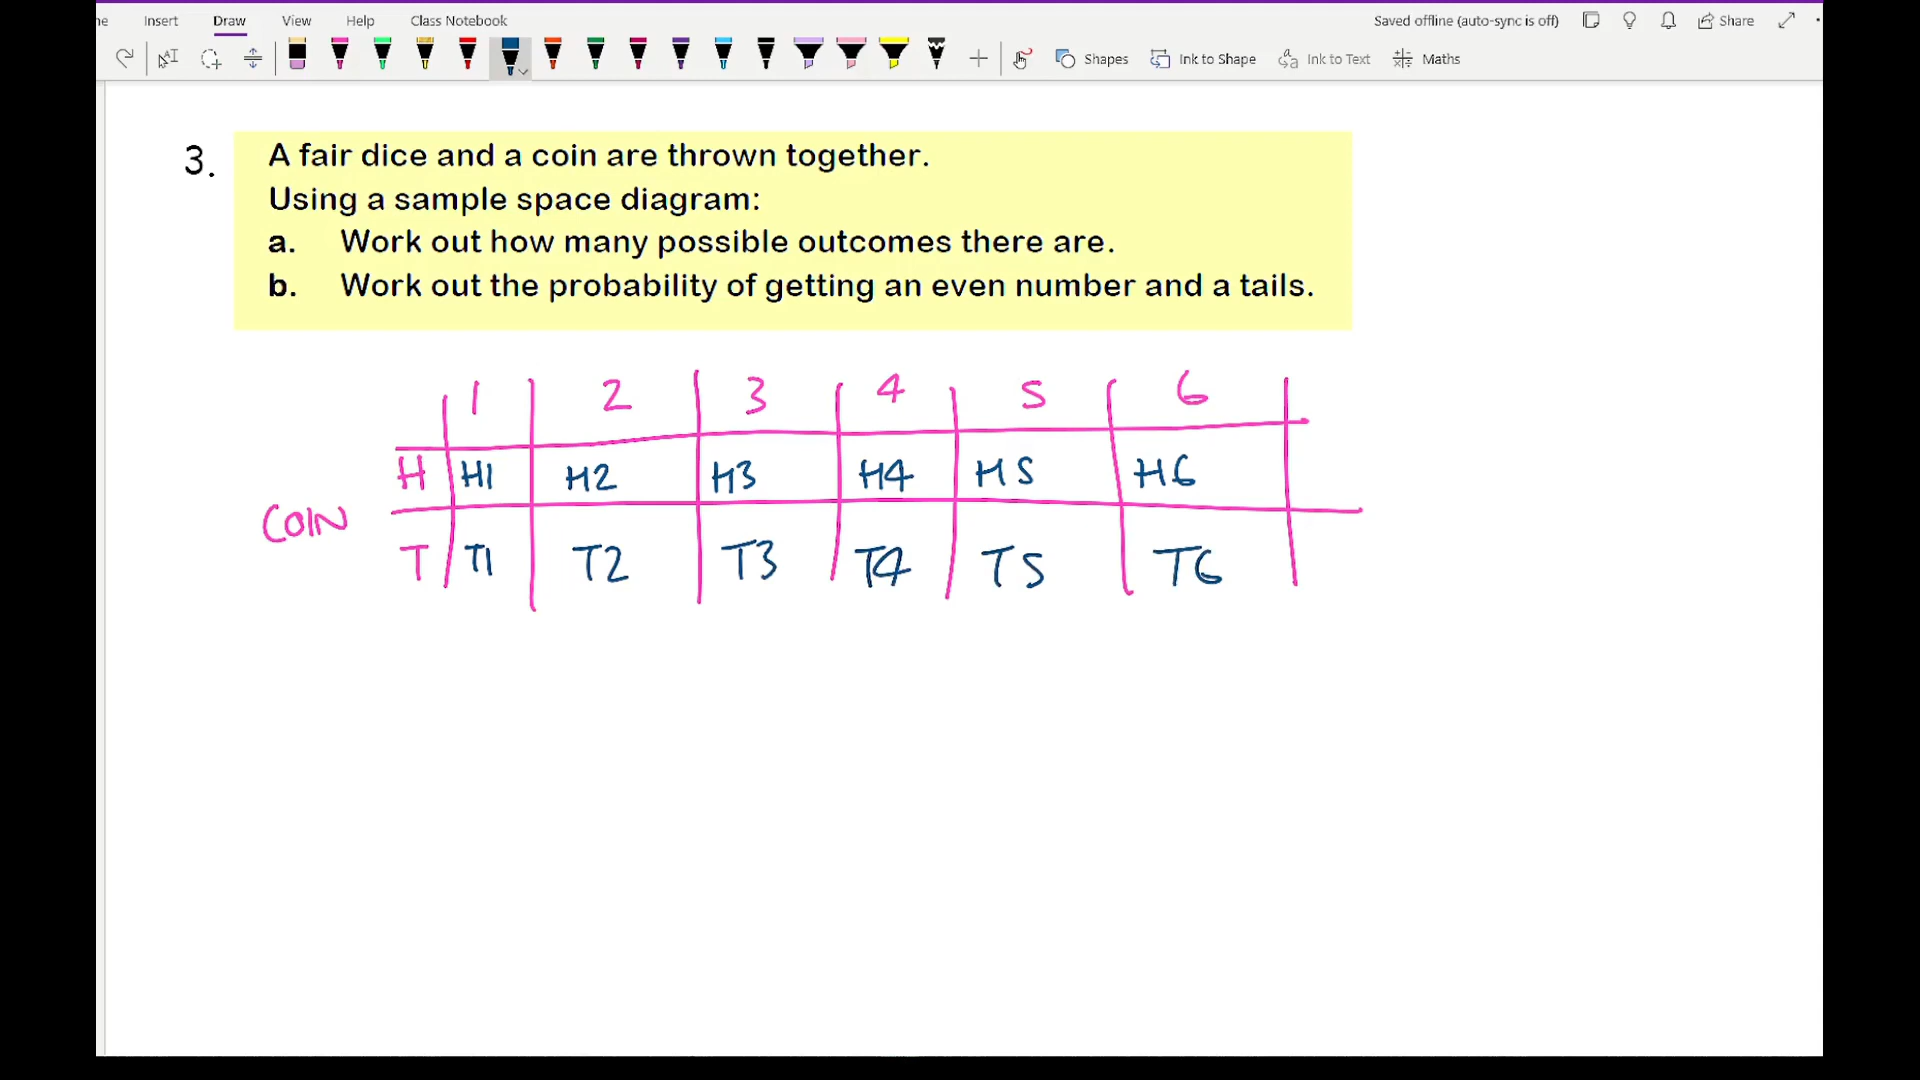 Insert Draw View Help Class Notebook Saved offline (auto-sync is off) Share
Shapes Ink to Shape Ink to Text Maths
3. A fair dice and a coin are thrown together.
Using a sample space diagram:
a. Work out how many possible outcomes there are.
b. Work out the probability of getting an even number and a tails.
1 2 3 4 5 6
H H1 H2 H3 H4 H5 H6
COIN
T T1 T2 T3 T4 T5 T6